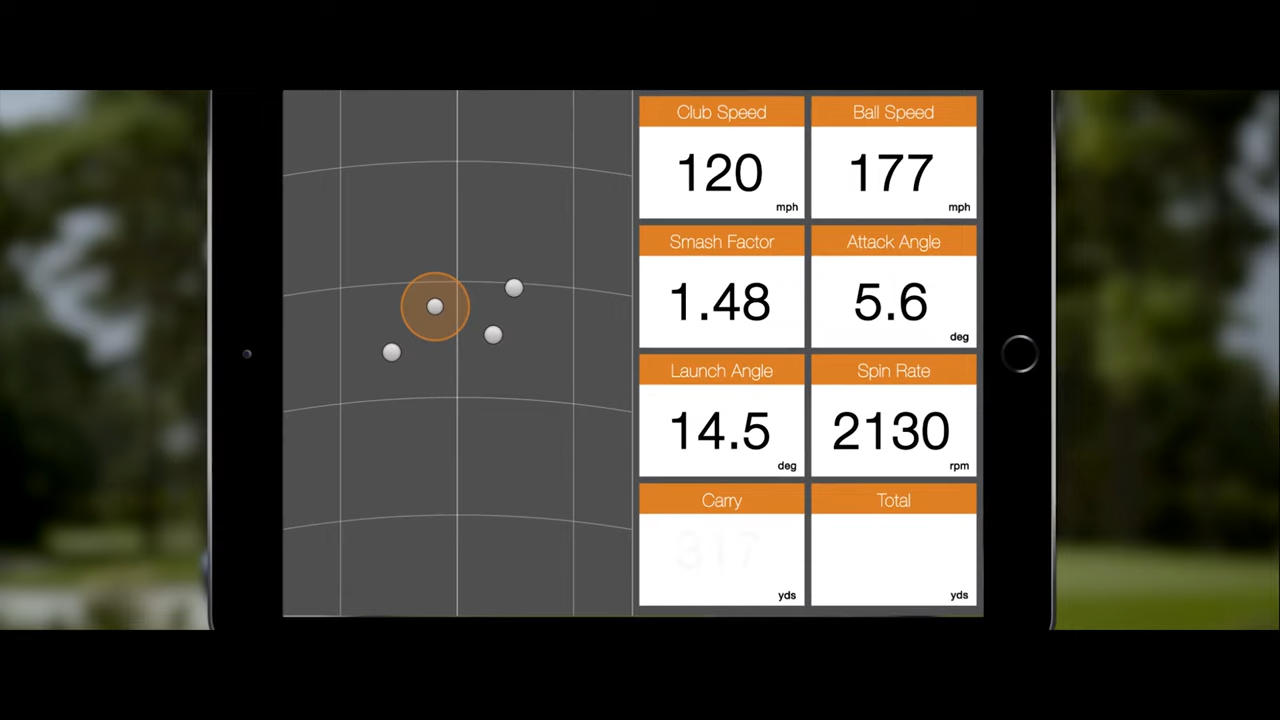 Club Speed
120
mph
Ball Speed
177
mph
Smash Factor
1.48
Attack Angle
5.6
deg
Launch Angle
14.5
deg
Spin Rate
2130
rpm
Carry
317
yds
Total
yds